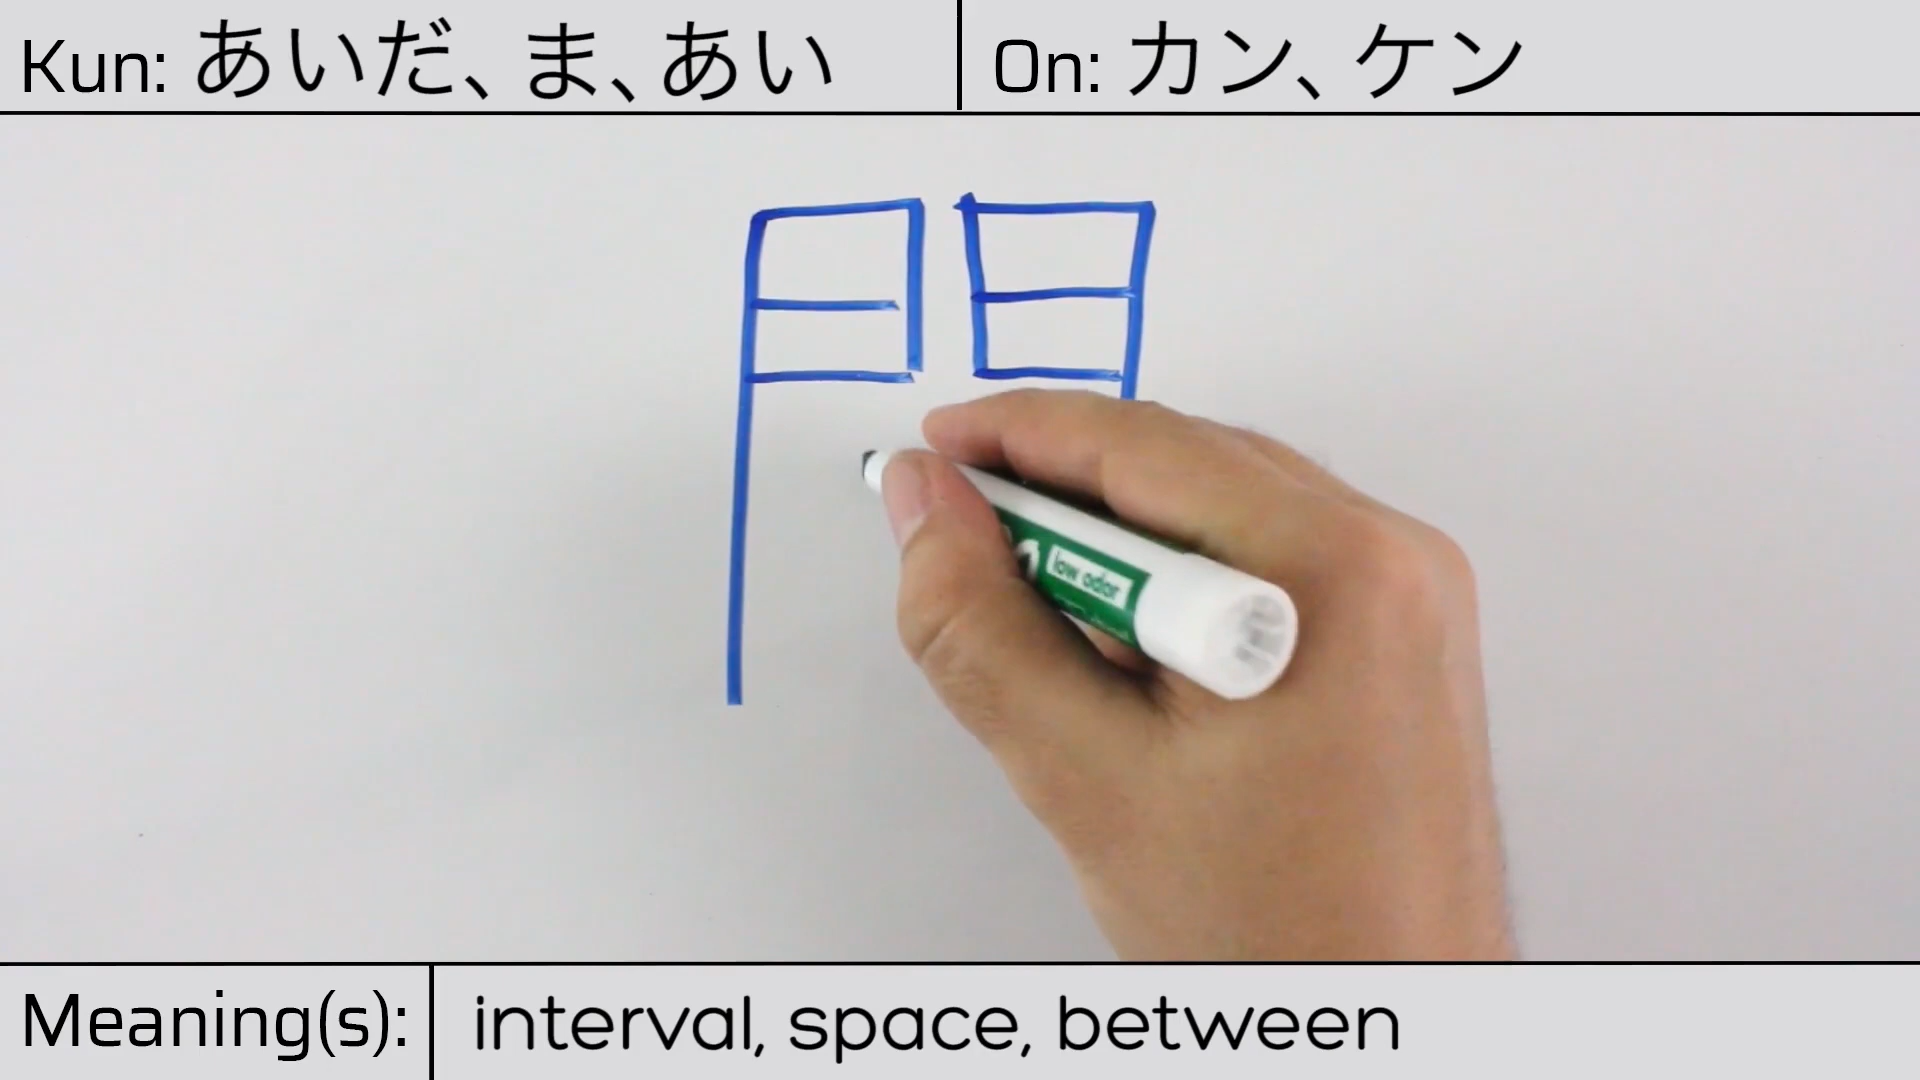 Kun: あいだ、ま、あい
On: カン、ケン
門
low odor
Meaning(s): interval, space, between